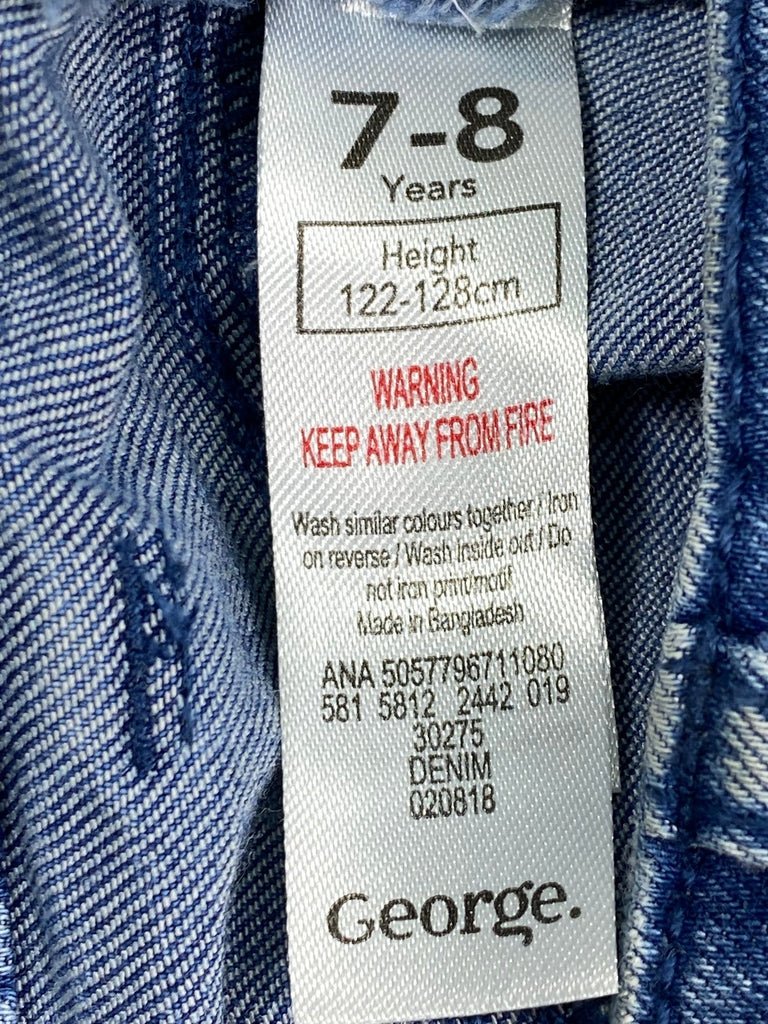 7-8
Years
Height
122-128cm
WARNING
KEEP AWAY FROM FIRE
Wash similar colours together / Iron
on reverse / Wash inside out / Do
not iron print/motif
Made in Bangladesh
ANA 5057796711080
581 5812 2442 019
30275
DENIM
020818
George.